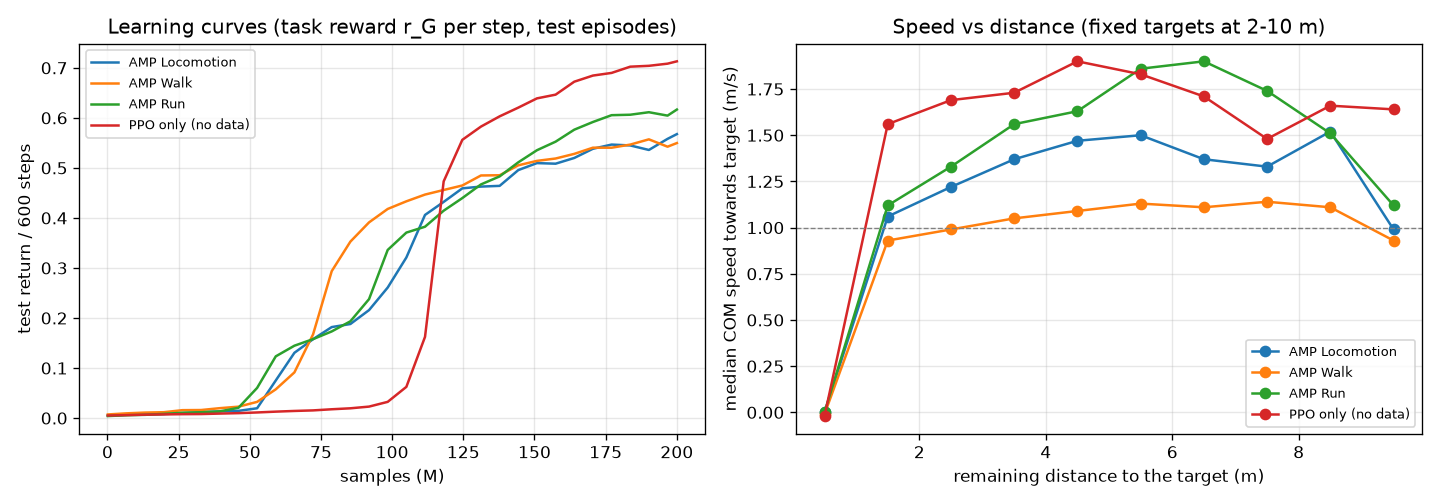 Learning curves (task reward r_G per step, test episodes)
test return / 600 steps
0.7
0.6
0.5
0.4
0.3
0.2
0.1
0.0
AMP Locomotion
AMP Walk
AMP Run
PPO only (no data)
0 25 50 75 100 125 150 175 200
samples (M)
Speed vs distance (fixed targets at 2-10 m)
median COM speed towards target (m/s)
1.75
1.50
1.25
1.00
0.75
0.50
0.25
0.00
AMP Locomotion
AMP Walk
AMP Run
PPO only (no data)
2 4 6 8
remaining distance to the target (m)